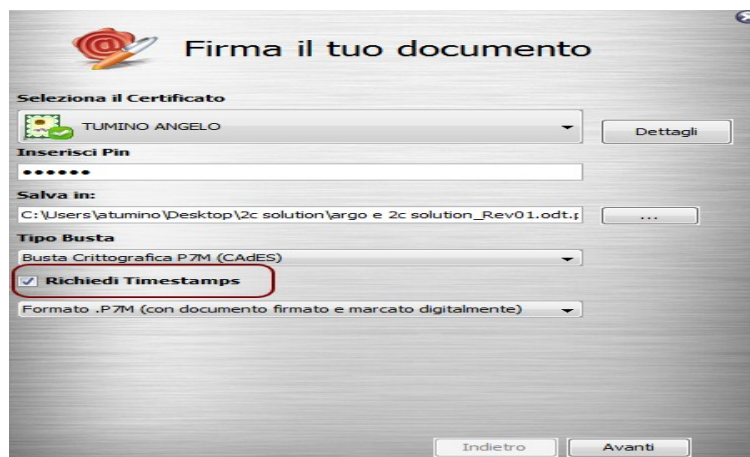 Firma il tuo documento
Seleziona il Certificato
TUMINO ANGELO
Dettagli
Inserisci Pin
••••••
Salva in:
C:\Users\atumino\Desktop\2c solution\argo e 2c solution_Rev01.odt.p
...
Tipo Busta
Busta Crittografica P7M (CAdES)
Richiedi Timestamps
Formato .P7M (con documento firmato e marcato digitalmente)
Indietro
Avanti